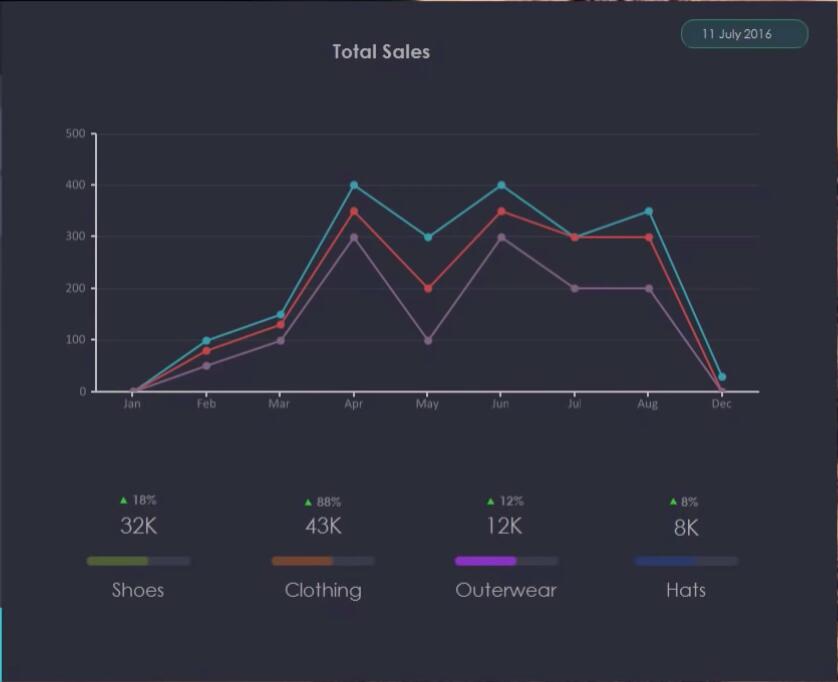 11 July 2016
Total Sales
500
400
300
200
100
0
Jan Feb Mar Apr May Jun Jul Aug Dec
▲ 18% ▲ 88% ▲ 12% ▲ 8%
32K 43K 12K 8K
Shoes Clothing Outerwear Hats